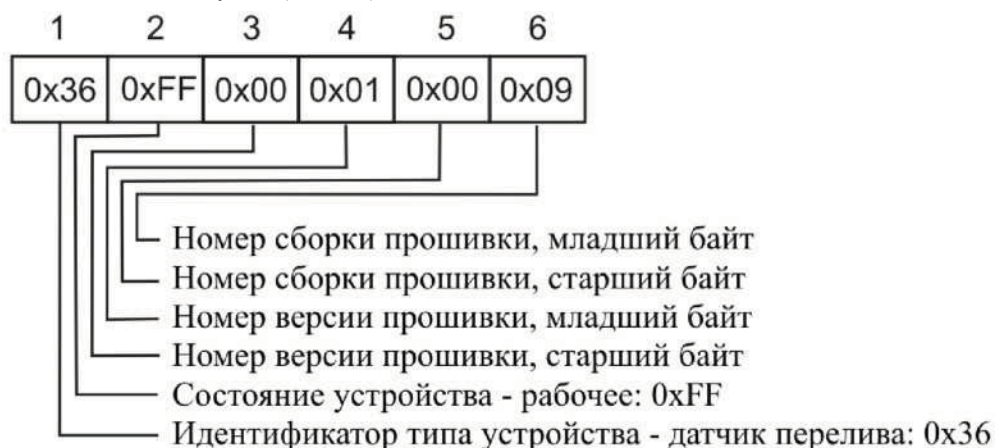 1 2 3 4 5 6
0x36 0xFF 0x00 0x01 0x00 0x09
Номер сборки прошивки, младший байт
Номер сборки прошивки, старший байт
Номер версии прошивки, младший байт
Номер версии прошивки, старший байт
Состояние устройства - рабочее: 0xFF
Идентификатор типа устройства - датчик перелива: 0x36